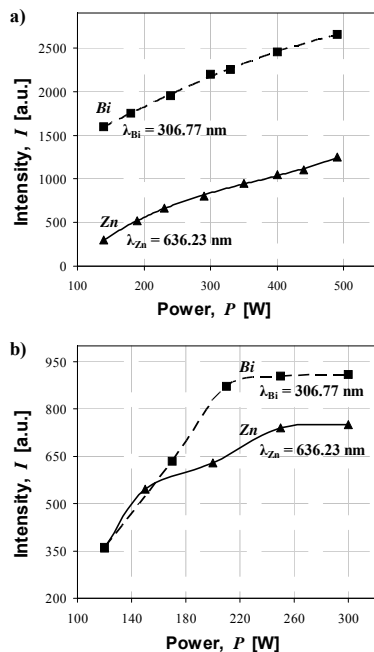 a)
3000
2500
2000
1500
1000
500
0
Intensity, I [a.u.]
Bi
λBi = 306.77 nm
Zn
λZn = 636.23 nm
100 200 300 400 500
Power, P [W]
b)
950
750
650
500
350
200
Intensity, I [a.u.]
Bi
λBi = 306.77 nm
Zn
λZn = 636.23 nm
100 140 180 220 260 300
Power, P [W]